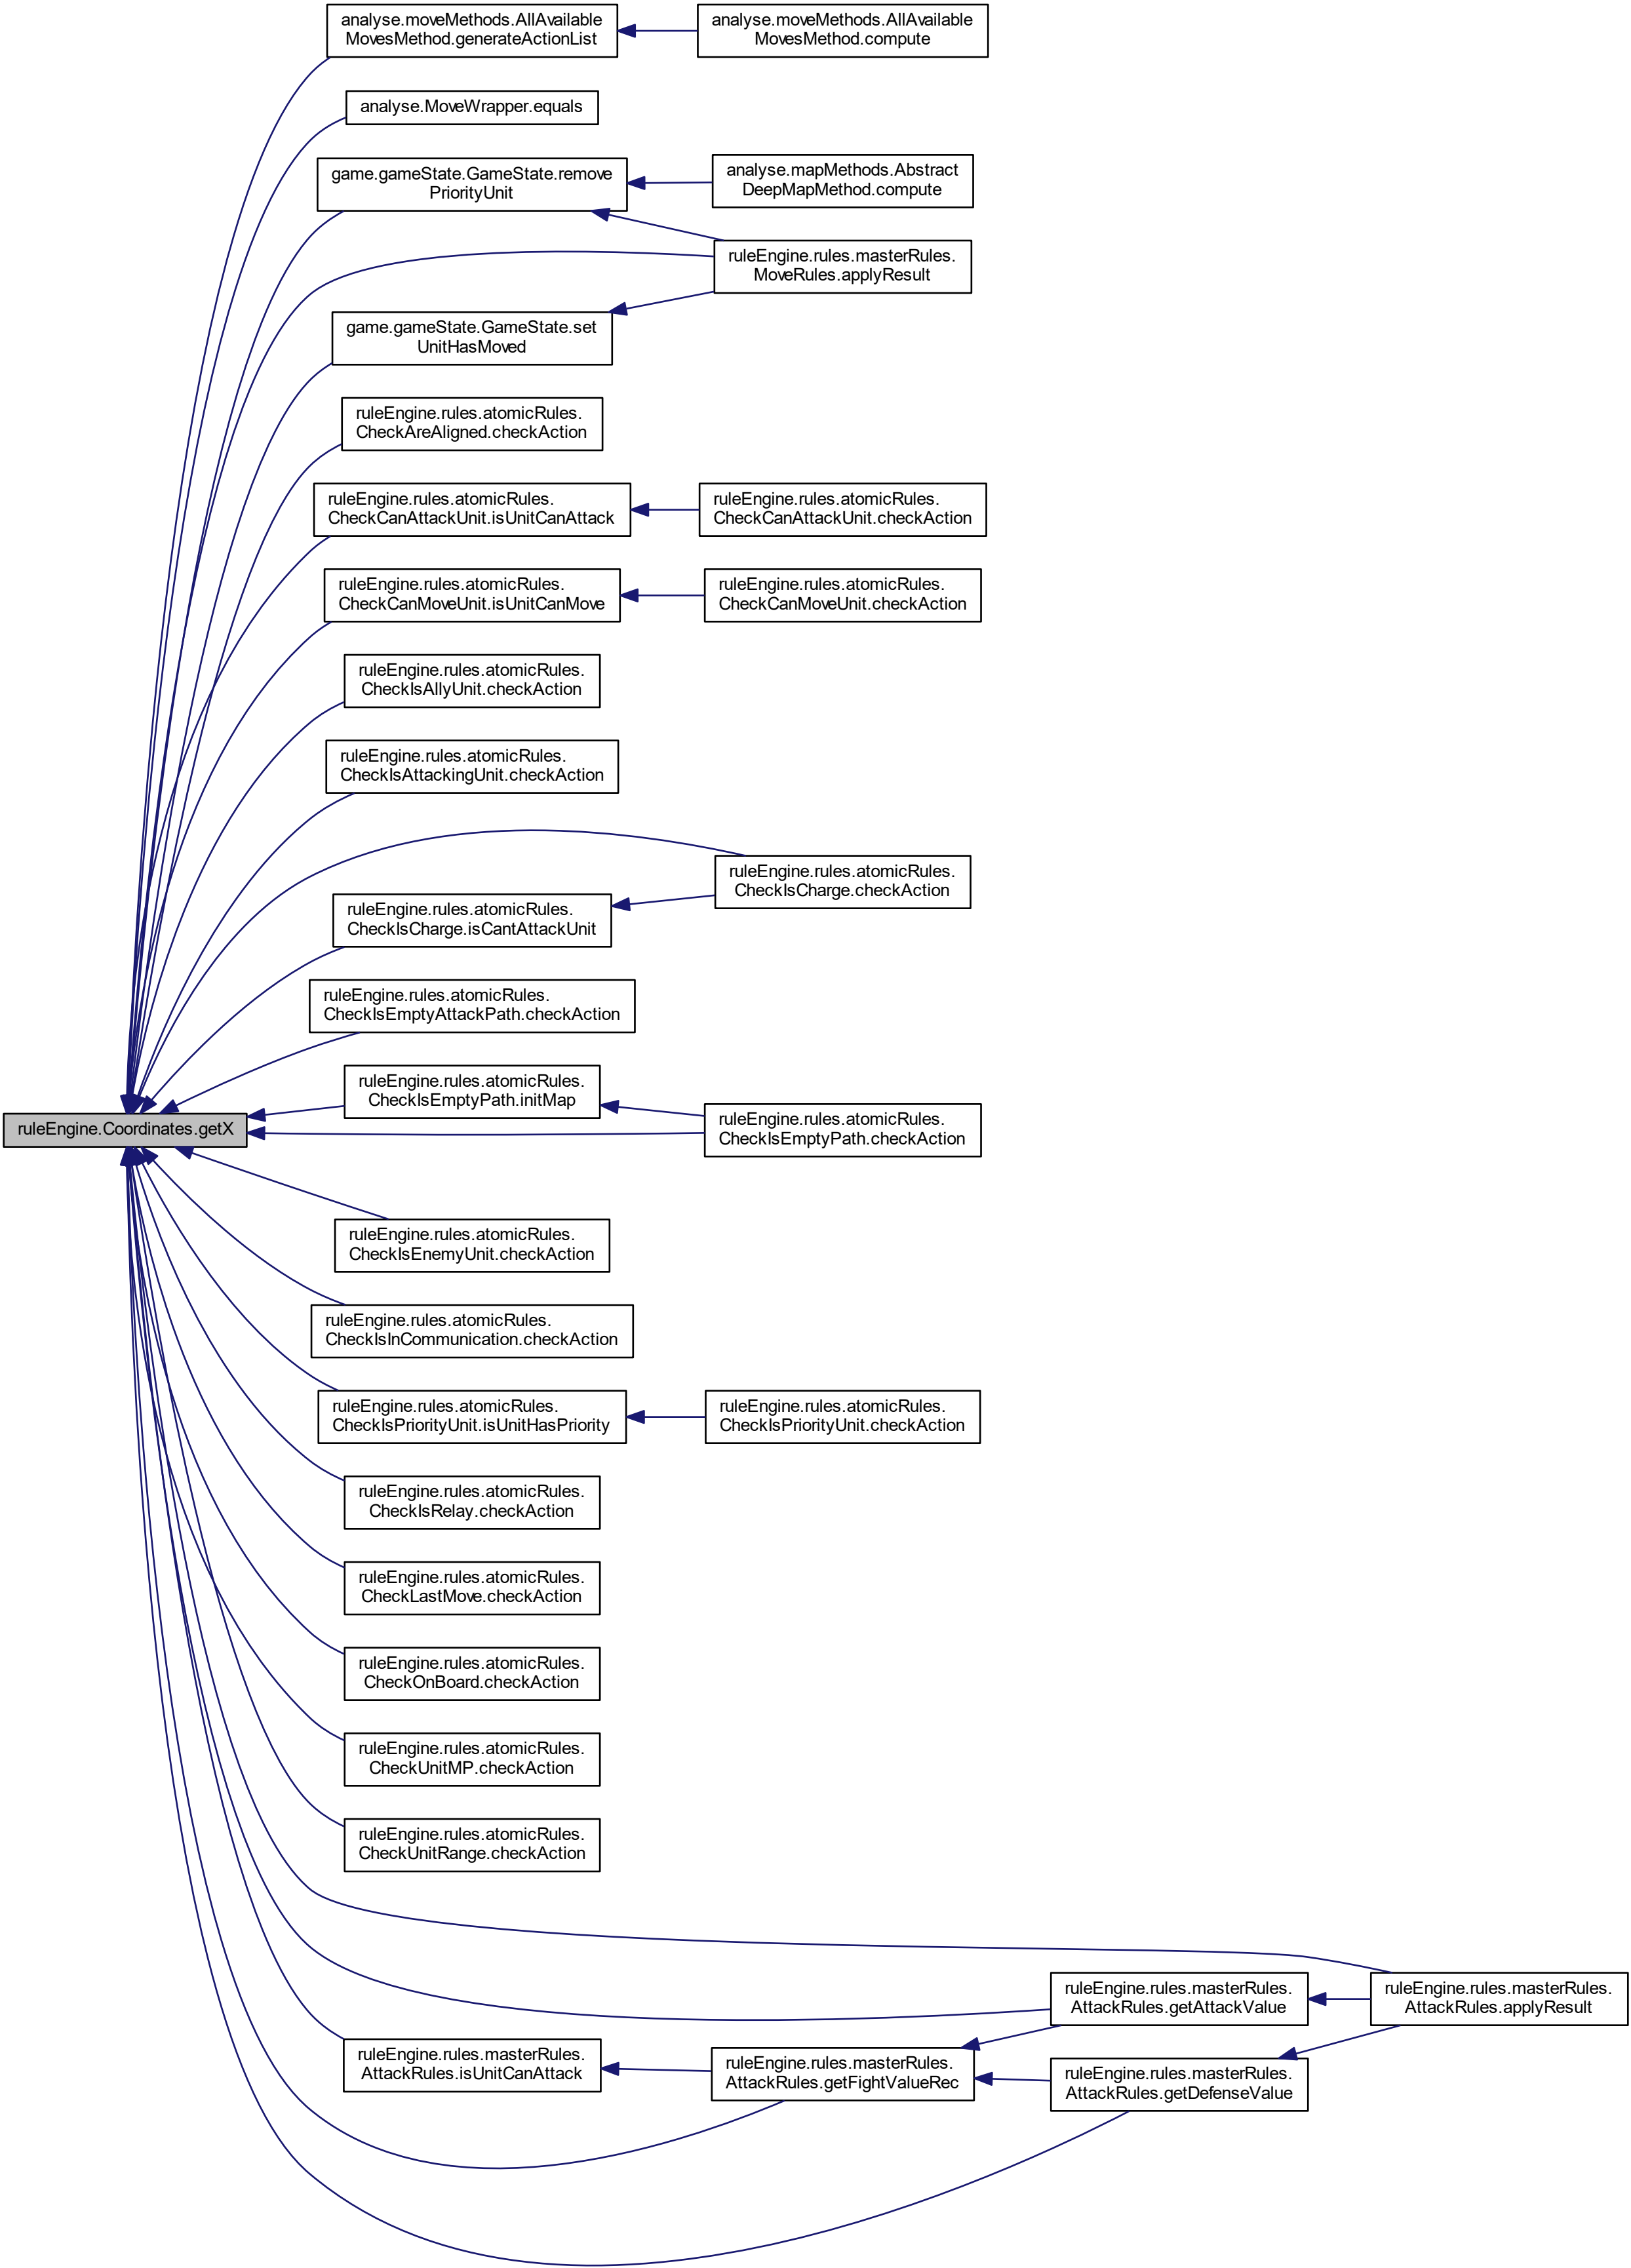 analyse.moveMethods.AllAvailable
MovesMethod.generateActionList
analyse.moveMethods.AllAvailable
MovesMethod.compute
analyse.MoveWrapper.equals
game.gameState.GameState.remove
PriorityUnit
analyse.mapMethods.Abstract
DeepMapMethod.compute
ruleEngine.rules.masterRules.
MoveRules.applyResult
game.gameState.GameState.set
UnitHasMoved
ruleEngine.rules.atomicRules.
CheckAreAligned.checkAction
ruleEngine.rules.atomicRules.
CheckCanAttackUnit.isUnitCanAttack
ruleEngine.rules.atomicRules.
CheckCanAttackUnit.checkAction
ruleEngine.rules.atomicRules.
CheckCanMoveUnit.isUnitCanMove
ruleEngine.rules.atomicRules.
CheckCanMoveUnit.checkAction
ruleEngine.rules.atomicRules.
CheckIsAllyUnit.checkAction
ruleEngine.rules.atomicRules.
CheckIsAttackingUnit.checkAction
ruleEngine.rules.atomicRules.
CheckIsCharge.checkAction
ruleEngine.rules.atomicRules.
CheckIsCharge.isCantAttackUnit
ruleEngine.rules.atomicRules.
CheckIsEmptyAttackPath.checkAction
ruleEngine.rules.atomicRules.
CheckIsEmptyPath.initMap
ruleEngine.Coordinates.getX
ruleEngine.rules.atomicRules.
CheckIsEmptyPath.checkAction
ruleEngine.rules.atomicRules.
CheckIsEnemyUnit.checkAction
ruleEngine.rules.atomicRules.
CheckIsInCommunication.checkAction
ruleEngine.rules.atomicRules.
CheckIsPriorityUnit.isUnitHasPriority
ruleEngine.rules.atomicRules.
CheckIsPriorityUnit.checkAction
ruleEngine.rules.atomicRules.
CheckIsRelay.checkAction
ruleEngine.rules.atomicRules.
CheckLastMove.checkAction
ruleEngine.rules.atomicRules.
CheckOnBoard.checkAction
ruleEngine.rules.atomicRules.
CheckUnitMP.checkAction
ruleEngine.rules.atomicRules.
CheckUnitRange.checkAction
ruleEngine.rules.masterRules.
AttackRules.getAttackValue
ruleEngine.rules.masterRules.
AttackRules.applyResult
ruleEngine.rules.masterRules.
AttackRules.isUnitCanAttack
ruleEngine.rules.masterRules.
AttackRules.getFightValueRec
ruleEngine.rules.masterRules.
AttackRules.getDefenseValue